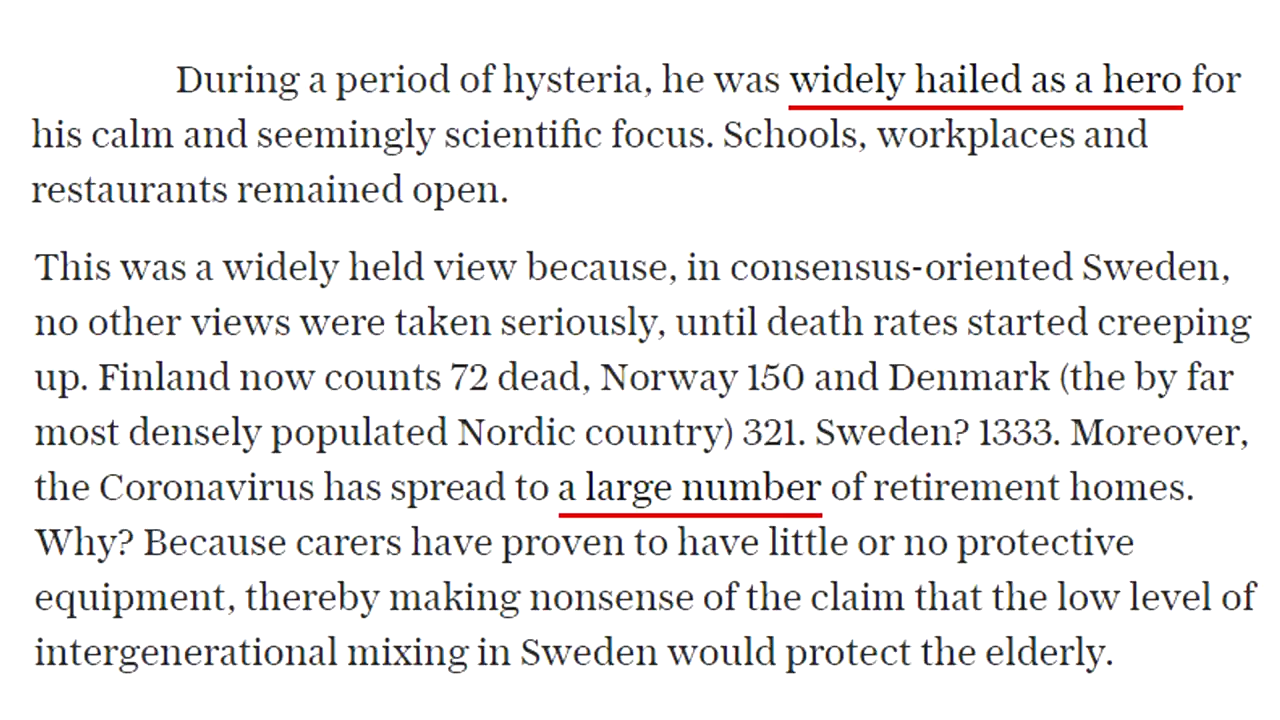 During a period of hysteria, he was widely hailed as a hero for
his calm and seemingly scientific focus. Schools, workplaces and
restaurants remained open.
This was a widely held view because, in consensus-oriented Sweden,
no other views were taken seriously, until death rates started creeping
up. Finland now counts 72 dead, Norway 150 and Denmark (the by far
most densely populated Nordic country) 321. Sweden? 1333. Moreover,
the Coronavirus has spread to a large number of retirement homes.
Why? Because carers have proven to have little or no protective
equipment, thereby making nonsense of the claim that the low level of
intergenerational mixing in Sweden would protect the elderly.